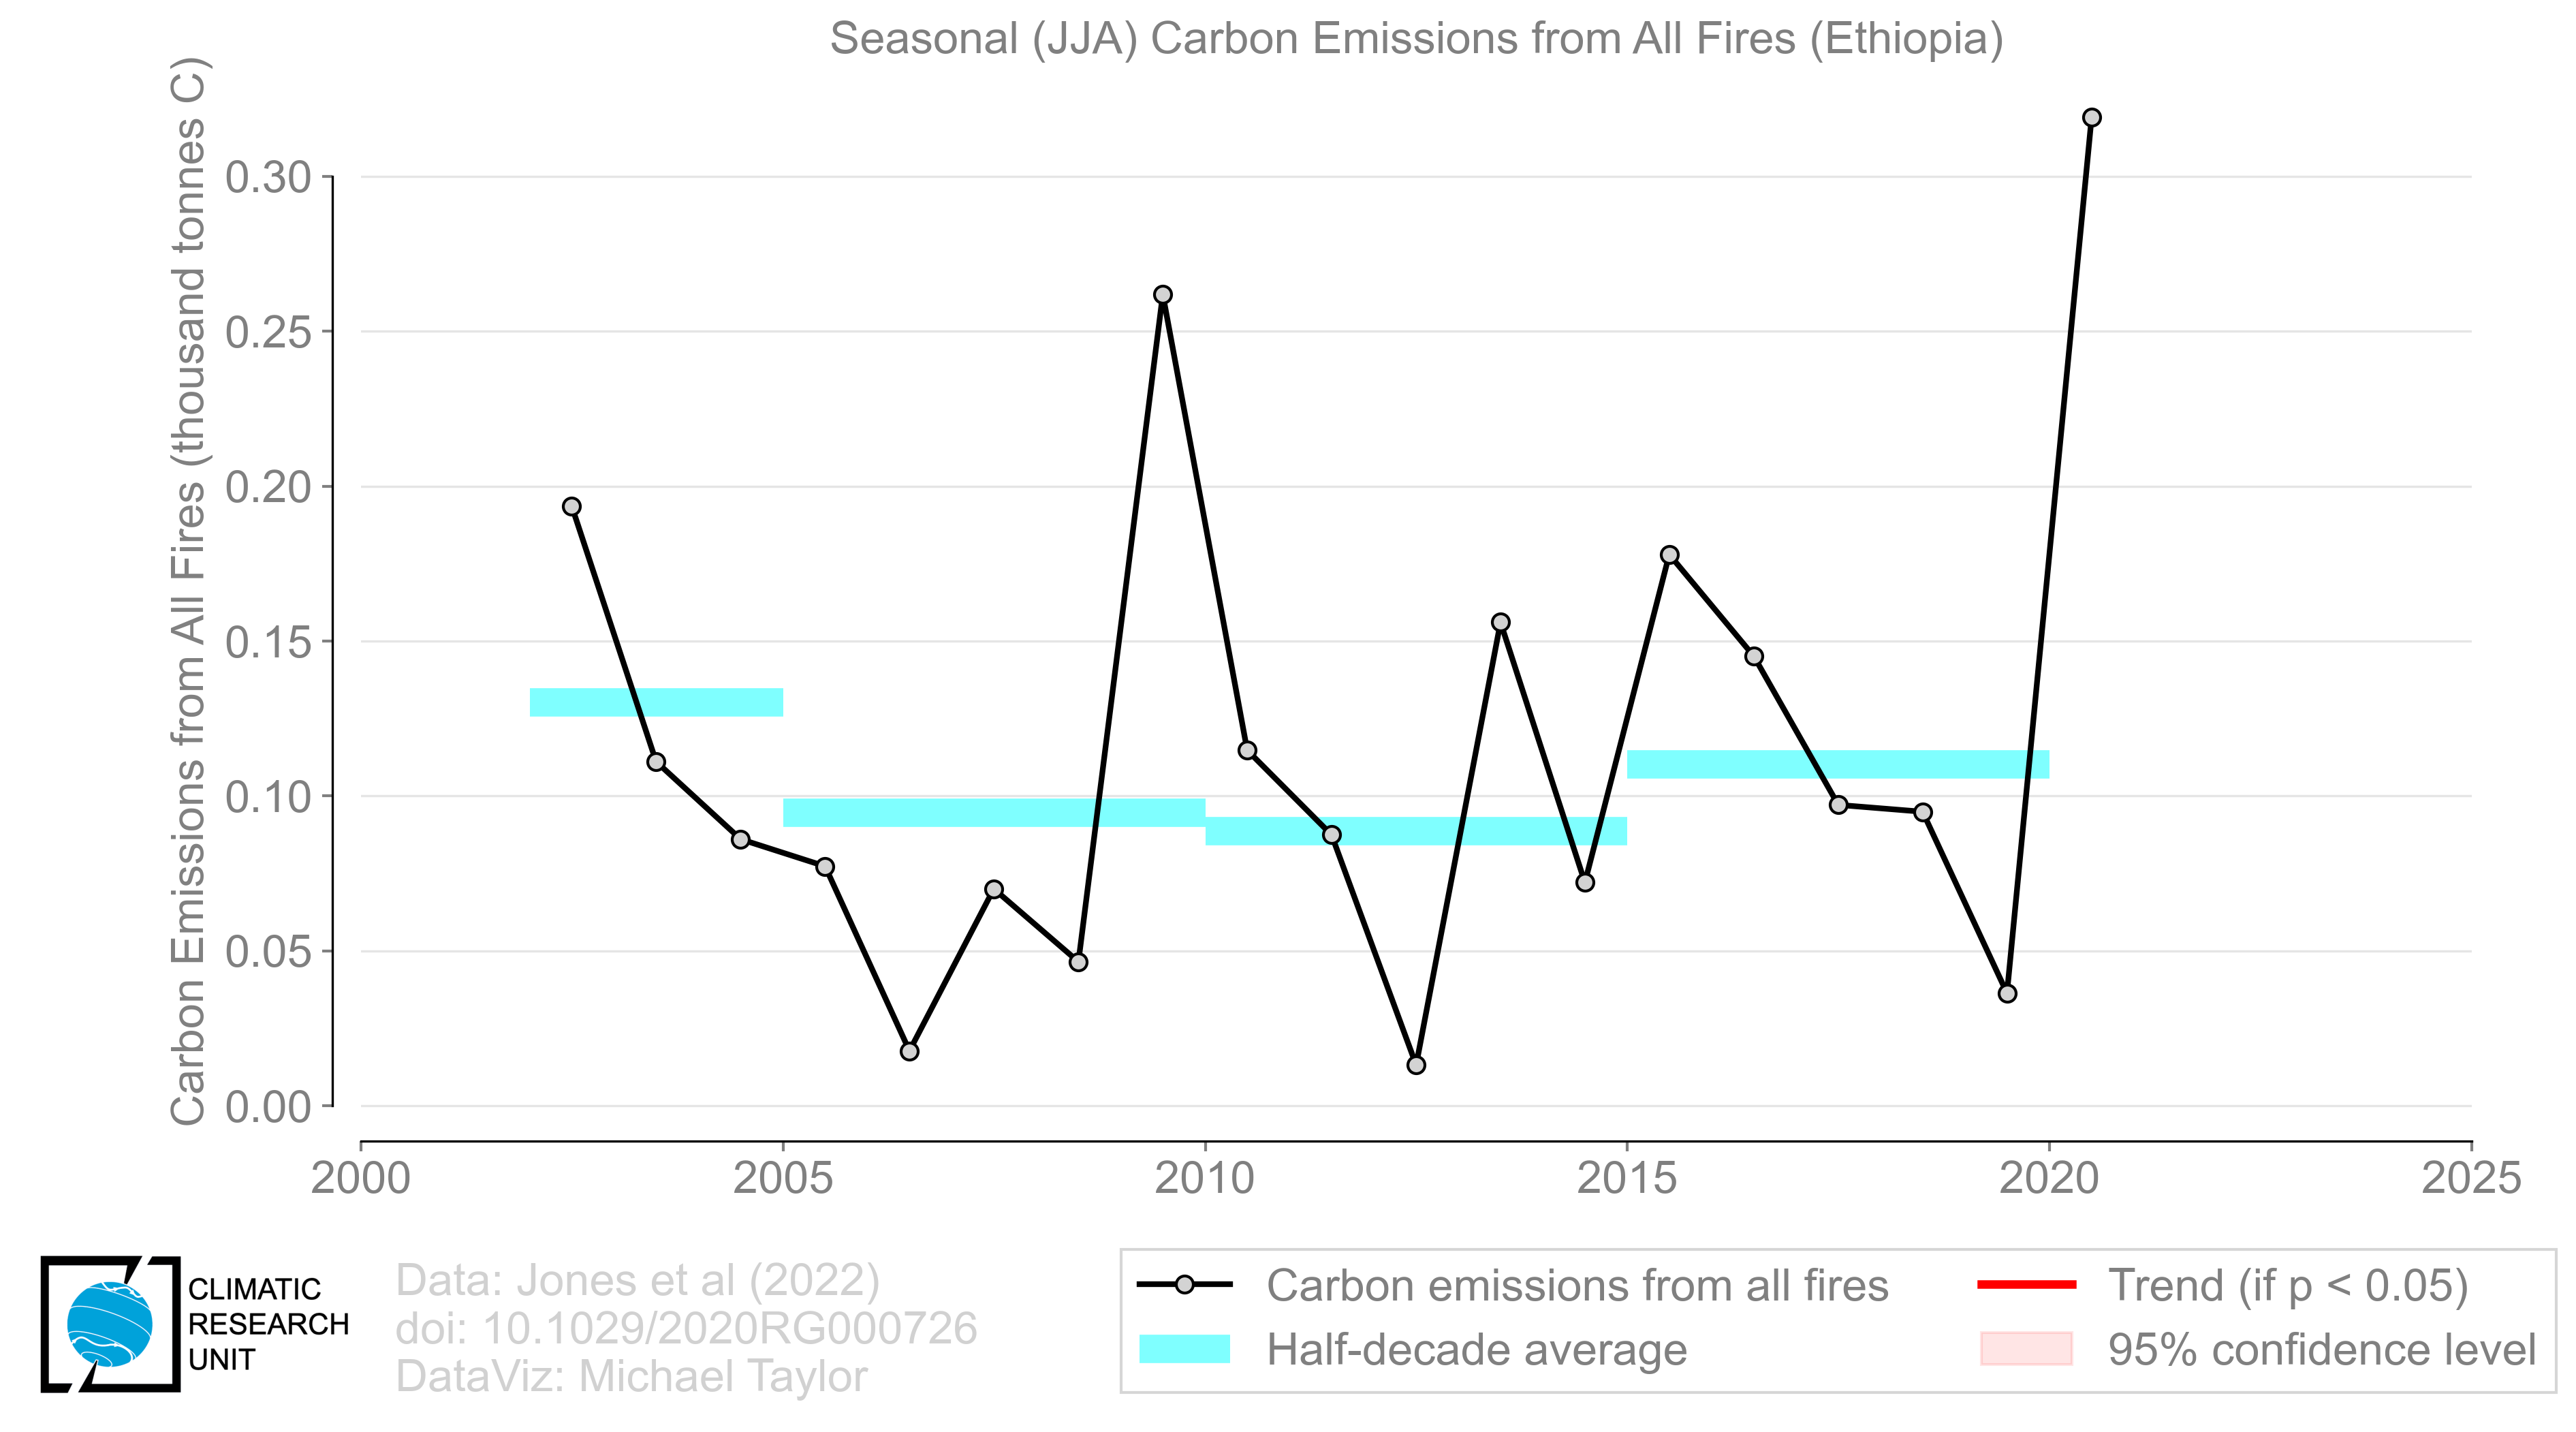 Seasonal (JJA) Carbon Emissions from All Fires (Ethiopia)
Carbon Emissions from All Fires (thousand tonnes C)
0.30
0.25
0.20
0.15
0.10
0.05
0.00
2000 2005 2010 2015 2020 2025
CLIMATIC
RESEARCH
UNIT
Data: Jones et al (2022)
doi: 10.1029/2020RG000726
DataViz: Michael Taylor
Carbon emissions from all fires
Half-decade average
Trend (if p < 0.05)
95% confidence level